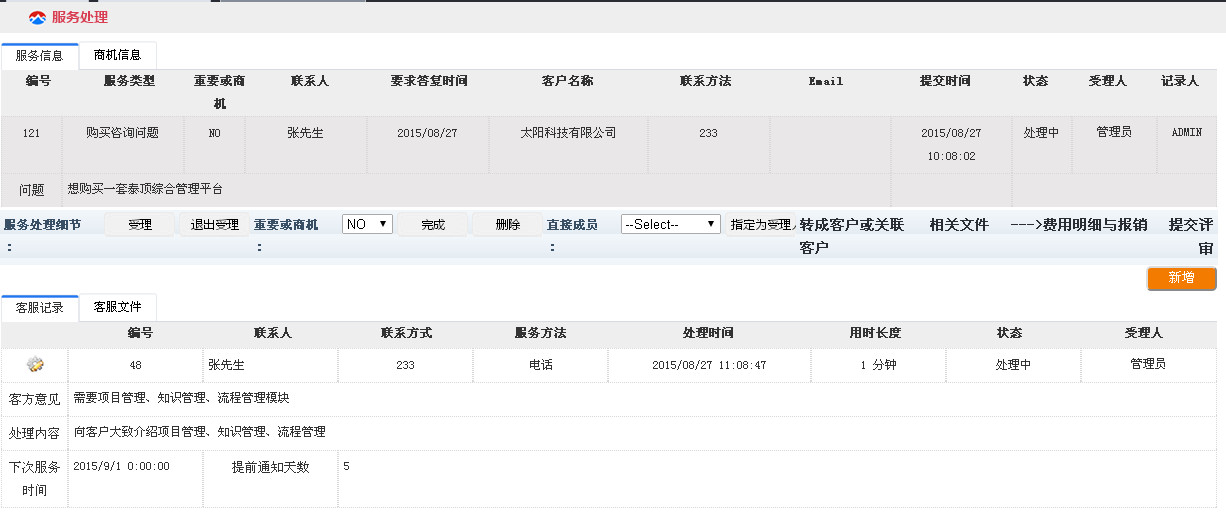 服务处理
服务信息 商机信息
编号 服务类型 重要或商机 联系人 要求答复时间 客户名称 联系方法 Email 提交时间 状态 受理人 记录人
121 购买咨询问题 NO 张先生 2015/08/27 太阳科技有限公司 233 2015/08/27 10:08:02 处理中 管理员 ADMIN
问题 想购买一套泰顶综合管理平台
服务处理细节： 受理 退出受理 重要或商机： NO 完成 删除 直接成员： --Select-- 指定为受理 转成客户或关联客户 相关文件 --->费用明细与报销 提交评审
新增
客服记录 客服文件
编号 联系人 联系方式 服务方法 处理时间 用时长度 状态 受理人
48 张先生 233 电话 2015/08/27 11:08:47 1 分钟 处理中 管理员
客方意见 需要项目管理、知识管理、流程管理模块
处理内容 向客户大致介绍项目管理、知识管理、流程管理
下次服务时间 2015/9/1 0:00:00 提前通知天数 5